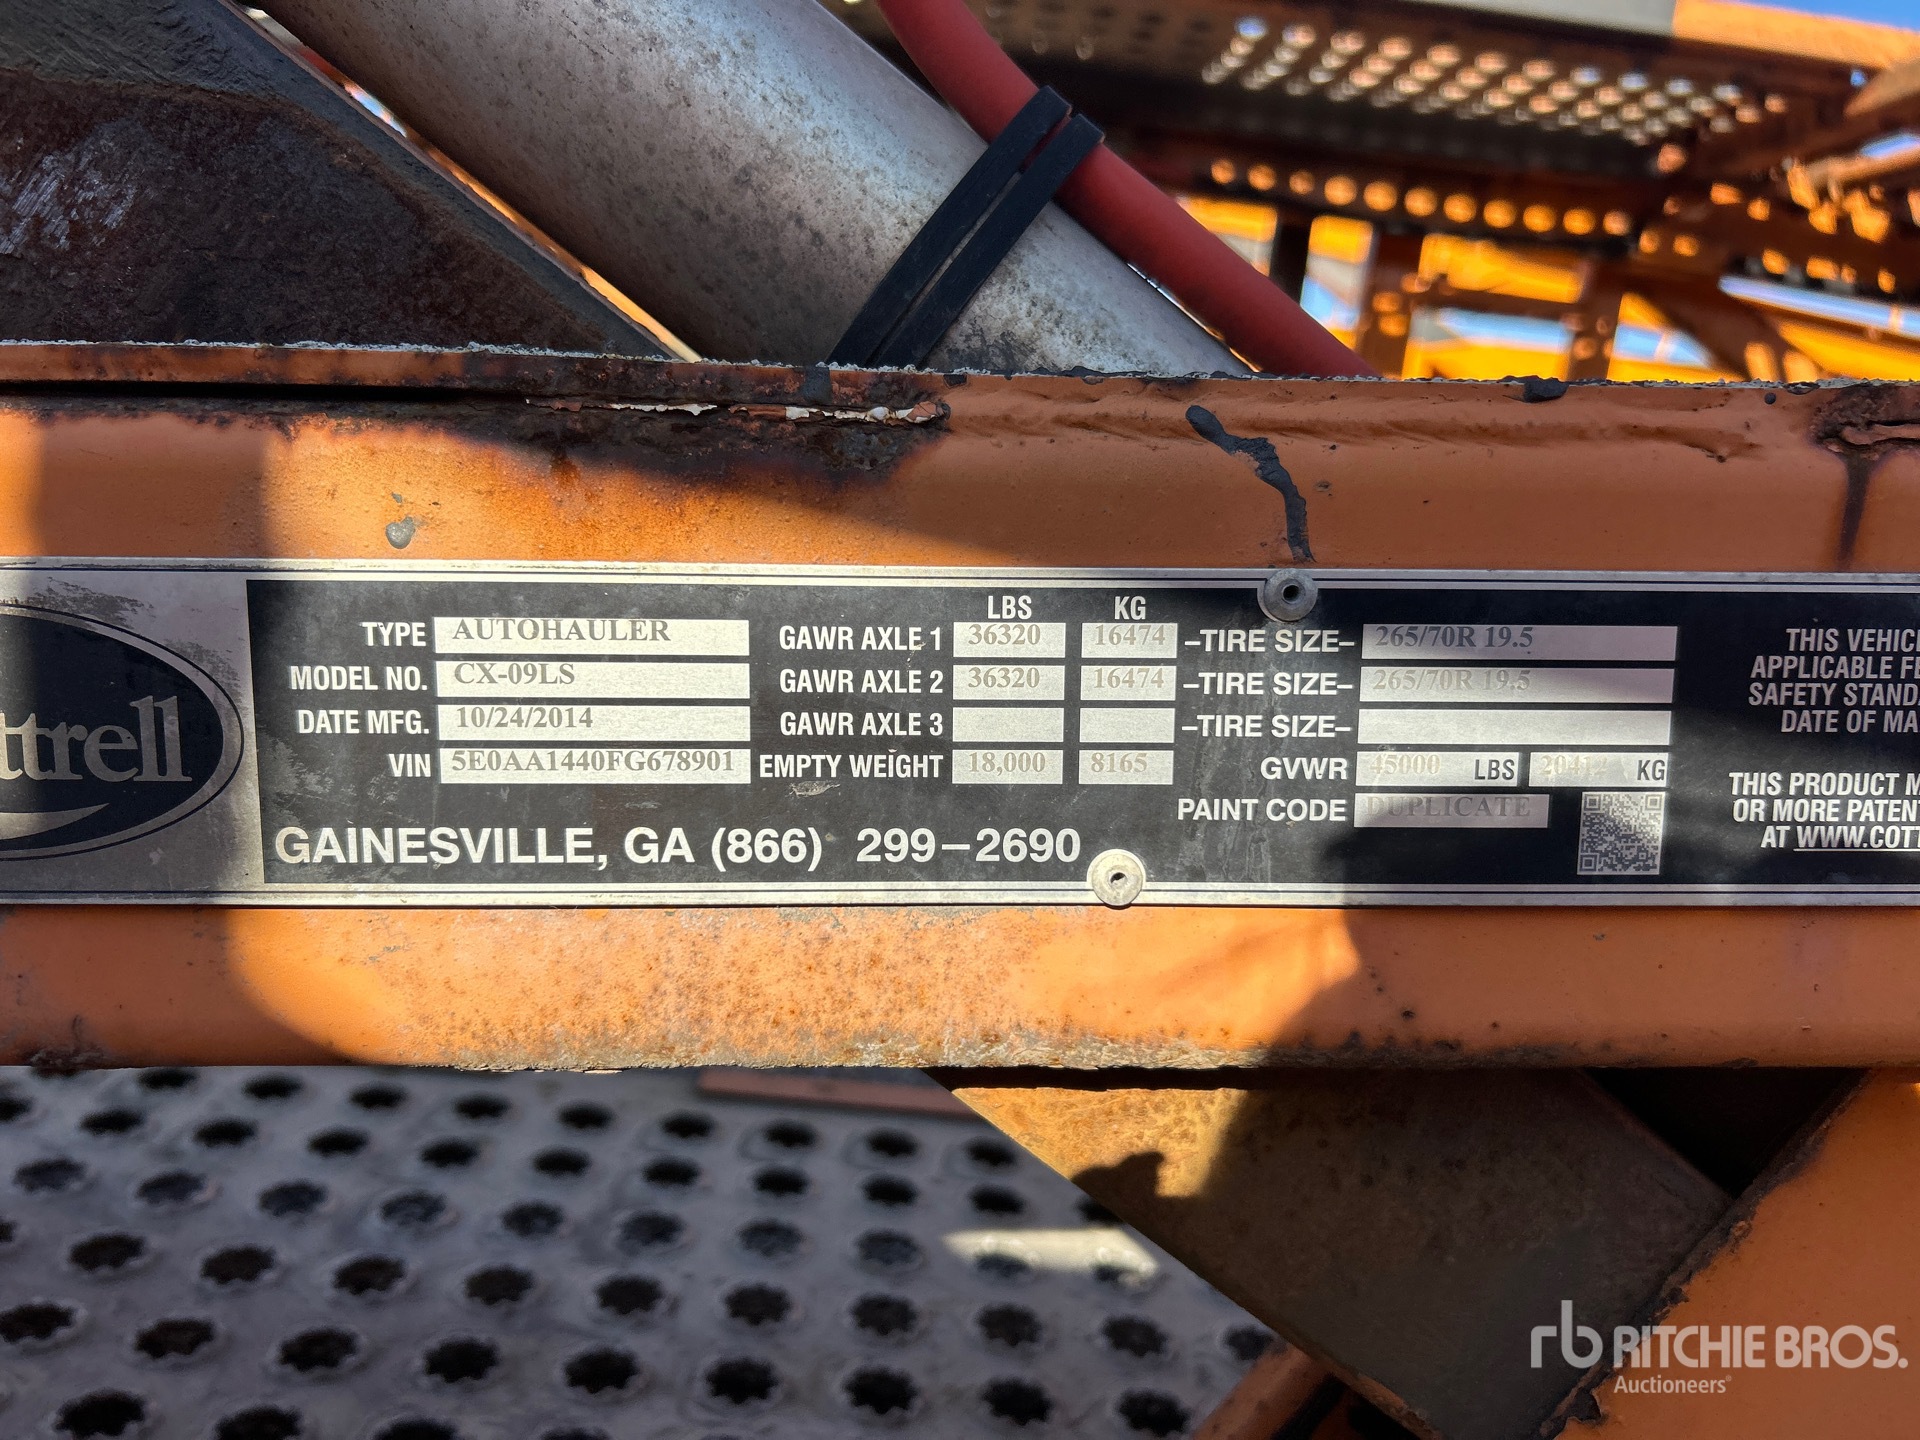 ttrell
LBS KG
TYPE AUTOHAULER GAWR AXLE 1 36320 16474 –TIRE SIZE– 265/70R 19.5
MODEL NO. CX-09LS GAWR AXLE 2 36320 16474 –TIRE SIZE– 265/70R 19.5
DATE MFG. 10/24/2014 GAWR AXLE 3 –TIRE SIZE–
VIN 5E0AA1440FG678901 EMPTY WEIGHT 18,000 8165 GVWR 45000 LBS 20412 KG
PAINT CODE DUPLICATE
GAINESVILLE, GA (866) 299–2690
THIS VEHIC
APPLICABLE FE
SAFETY STANDA
DATE OF MA
THIS PRODUCT M
OR MORE PATEN
AT WWW.COTT
rb RITCHIE BROS.
Auctioneers